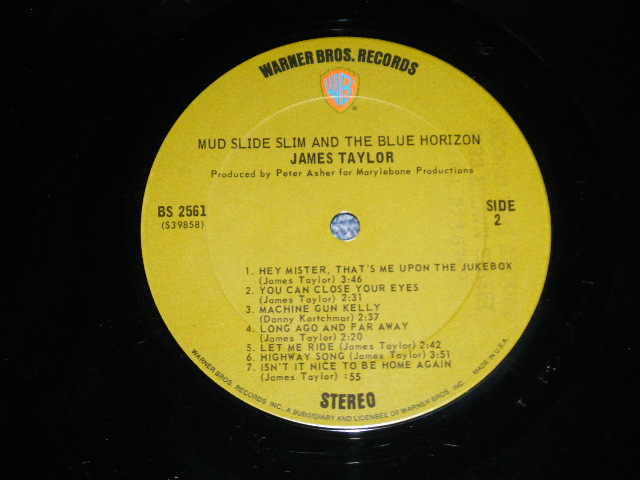 WARNER BROS. RECORDS
WB
MUD SLIDE SLIM AND THE BLUE HORIZON
JAMES TAYLOR
Produced by Peter Asher for Marylebone Productions
BS 2561
(S39858)
SIDE
2
1. HEY MISTER, THAT'S ME UPON THE JUKEBOX
(James Taylor) 3:46
2. YOU CAN CLOSE YOUR EYES
(James Taylor) 2:31
3. MACHINE GUN KELLY
(Danny Kortchmar) 2:37
4. LONG AGO AND FAR AWAY
(James Taylor) 2:20
5. LET ME RIDE (James Taylor) 2:42
6. HIGHWAY SONG (James Taylor) 3:51
7. ISN'T IT NICE TO BE HOME AGAIN
(James Taylor) :55
STEREO
WARNER BROS. RECORDS INC., A SUBSIDIARY AND LICENSEE OF WARNER BROS. INC.
MADE IN U.S.A.